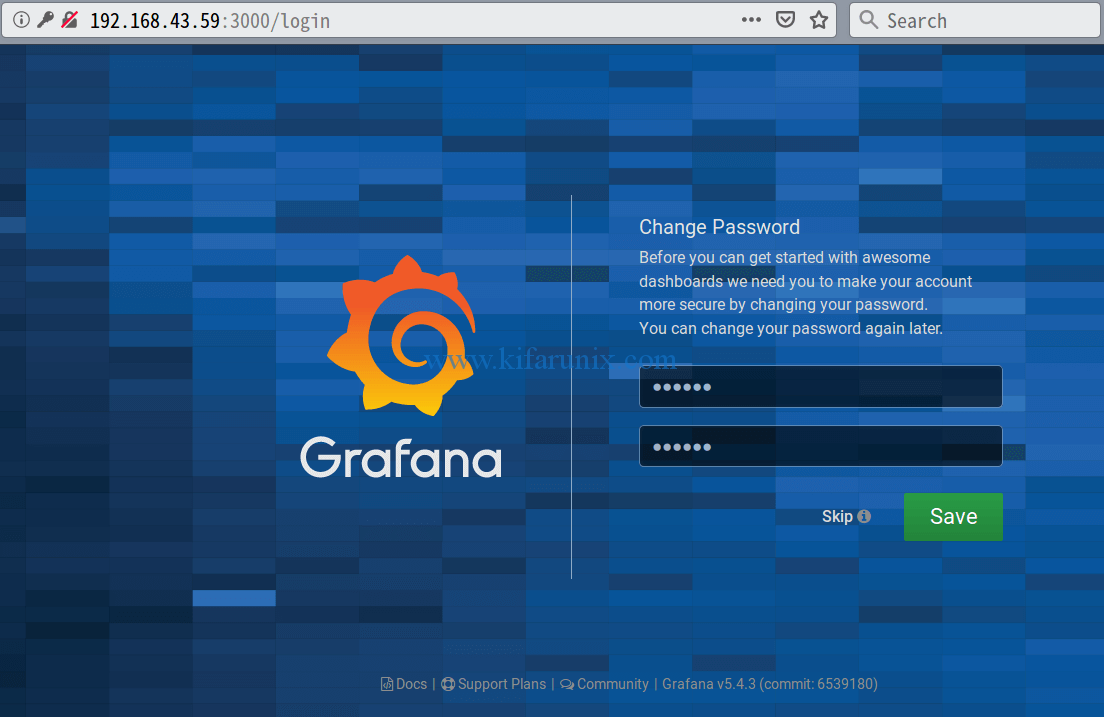 192.168.43.59:3000/login
Search
Change Password
Before you can get started with awesome
dashboards we need you to make your account
more secure by changing your password.
You can change your password again later.
www.kifarunix.com
••••••
••••••
Grafana
Skip
Save
Docs | Support Plans | Community | Grafana v5.4.3 (commit: 6539180)